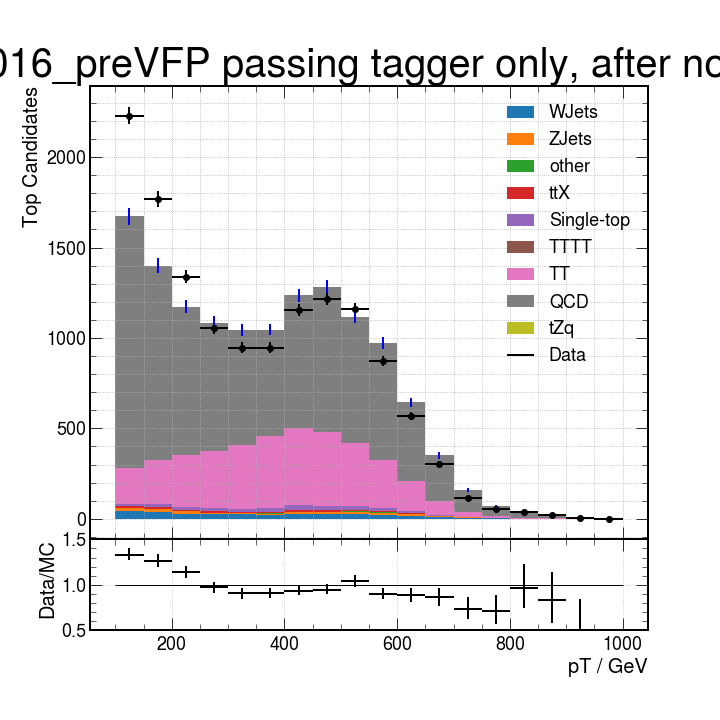 016_preVFP passing tagger only, after no
Top Candidates
2000
1500
1000
500
0
WJets
ZJets
other
ttX
Single-top
TTTT
TT
QCD
tZq
Data
Data/MC
1.5
1.0
0.5
200
400
600
800
1000
pT / GeV